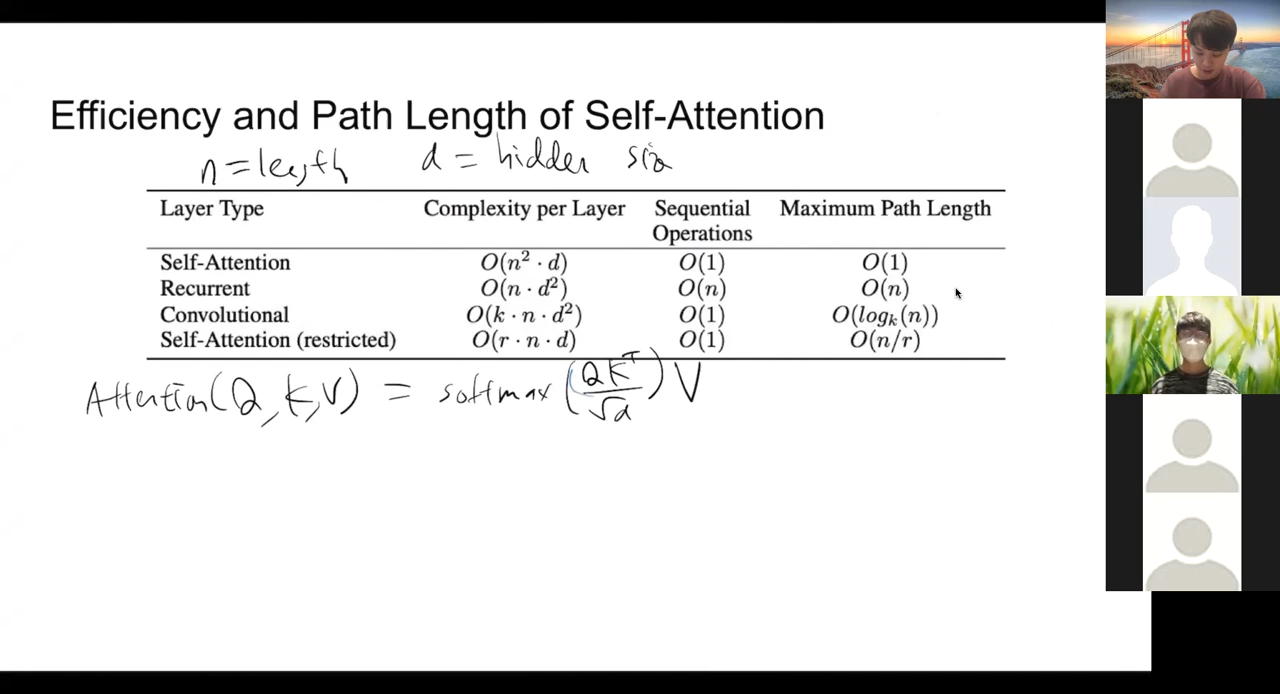 Efficiency and Path Length of Self-Attention
n = length d = hidden size
Layer Type Complexity per Layer Sequential Operations Maximum Path Length
Self-Attention O(n² · d) O(1) O(1)
Recurrent O(n · d²) O(n) O(n)
Convolutional O(k · n · d²) O(1) O(logₖ(n))
Self-Attention (restricted) O(r · n · d) O(1) O(n/r)
Attention(Q, K, V) = softmax(QKᵀ/√d)V